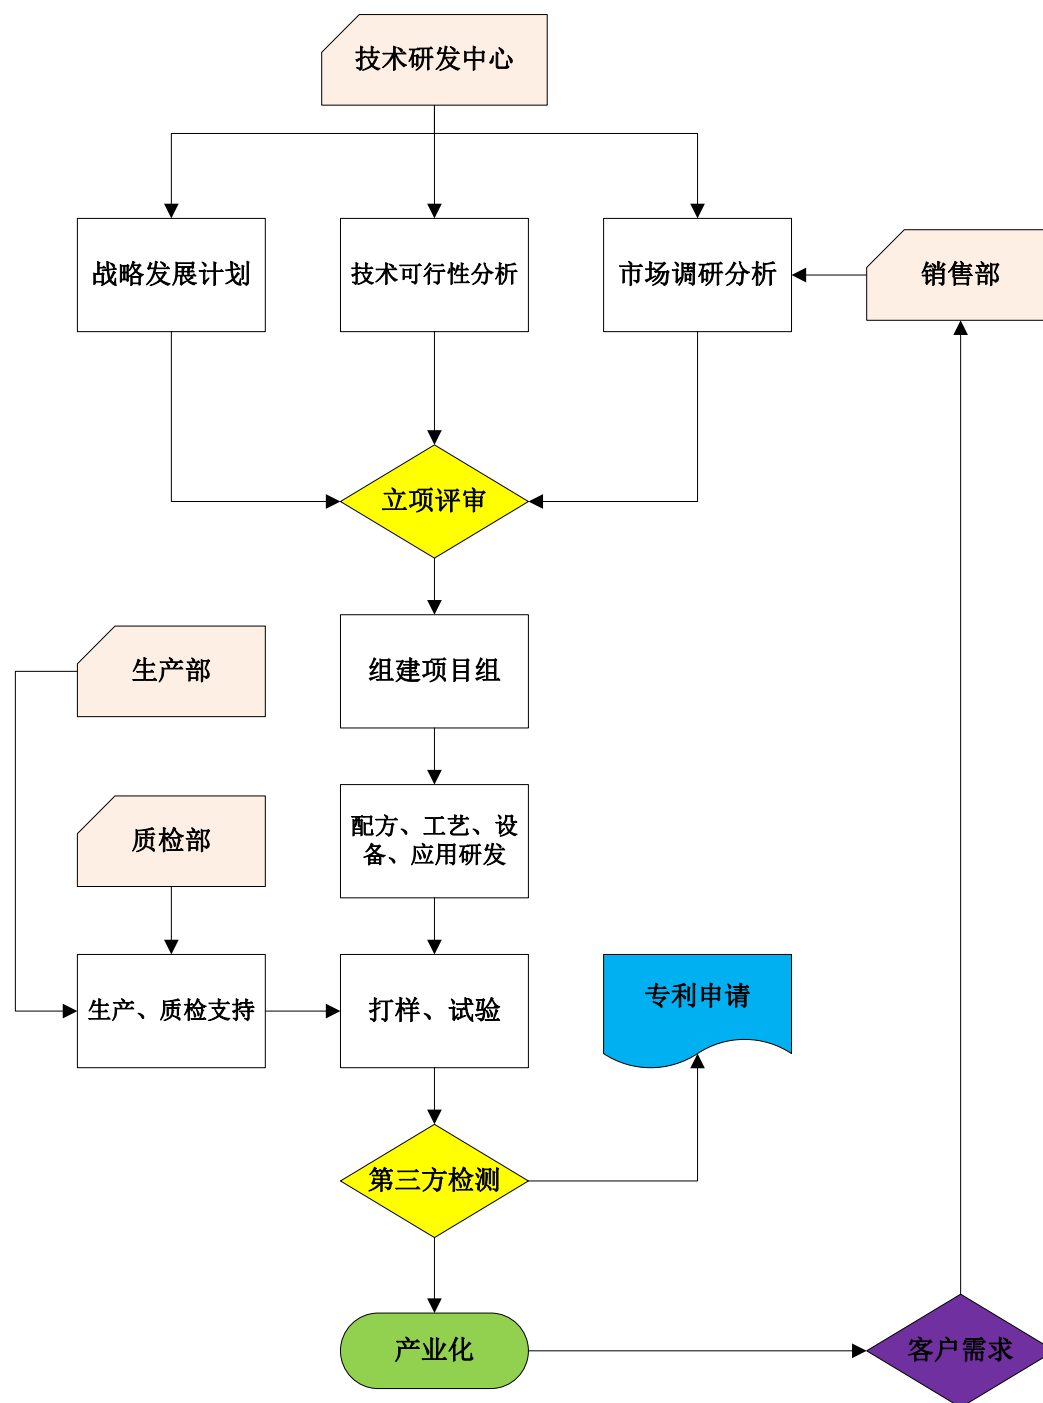 技术研发中心
战略发展计划
技术可行性分析
市场调研分析
销售部
立项评审
生产部
组建项目组
质检部
配方、工艺、设
备、应用研发
生产、质检支持
打样、试验
专利申请
第三方检测
产业化
客户需求